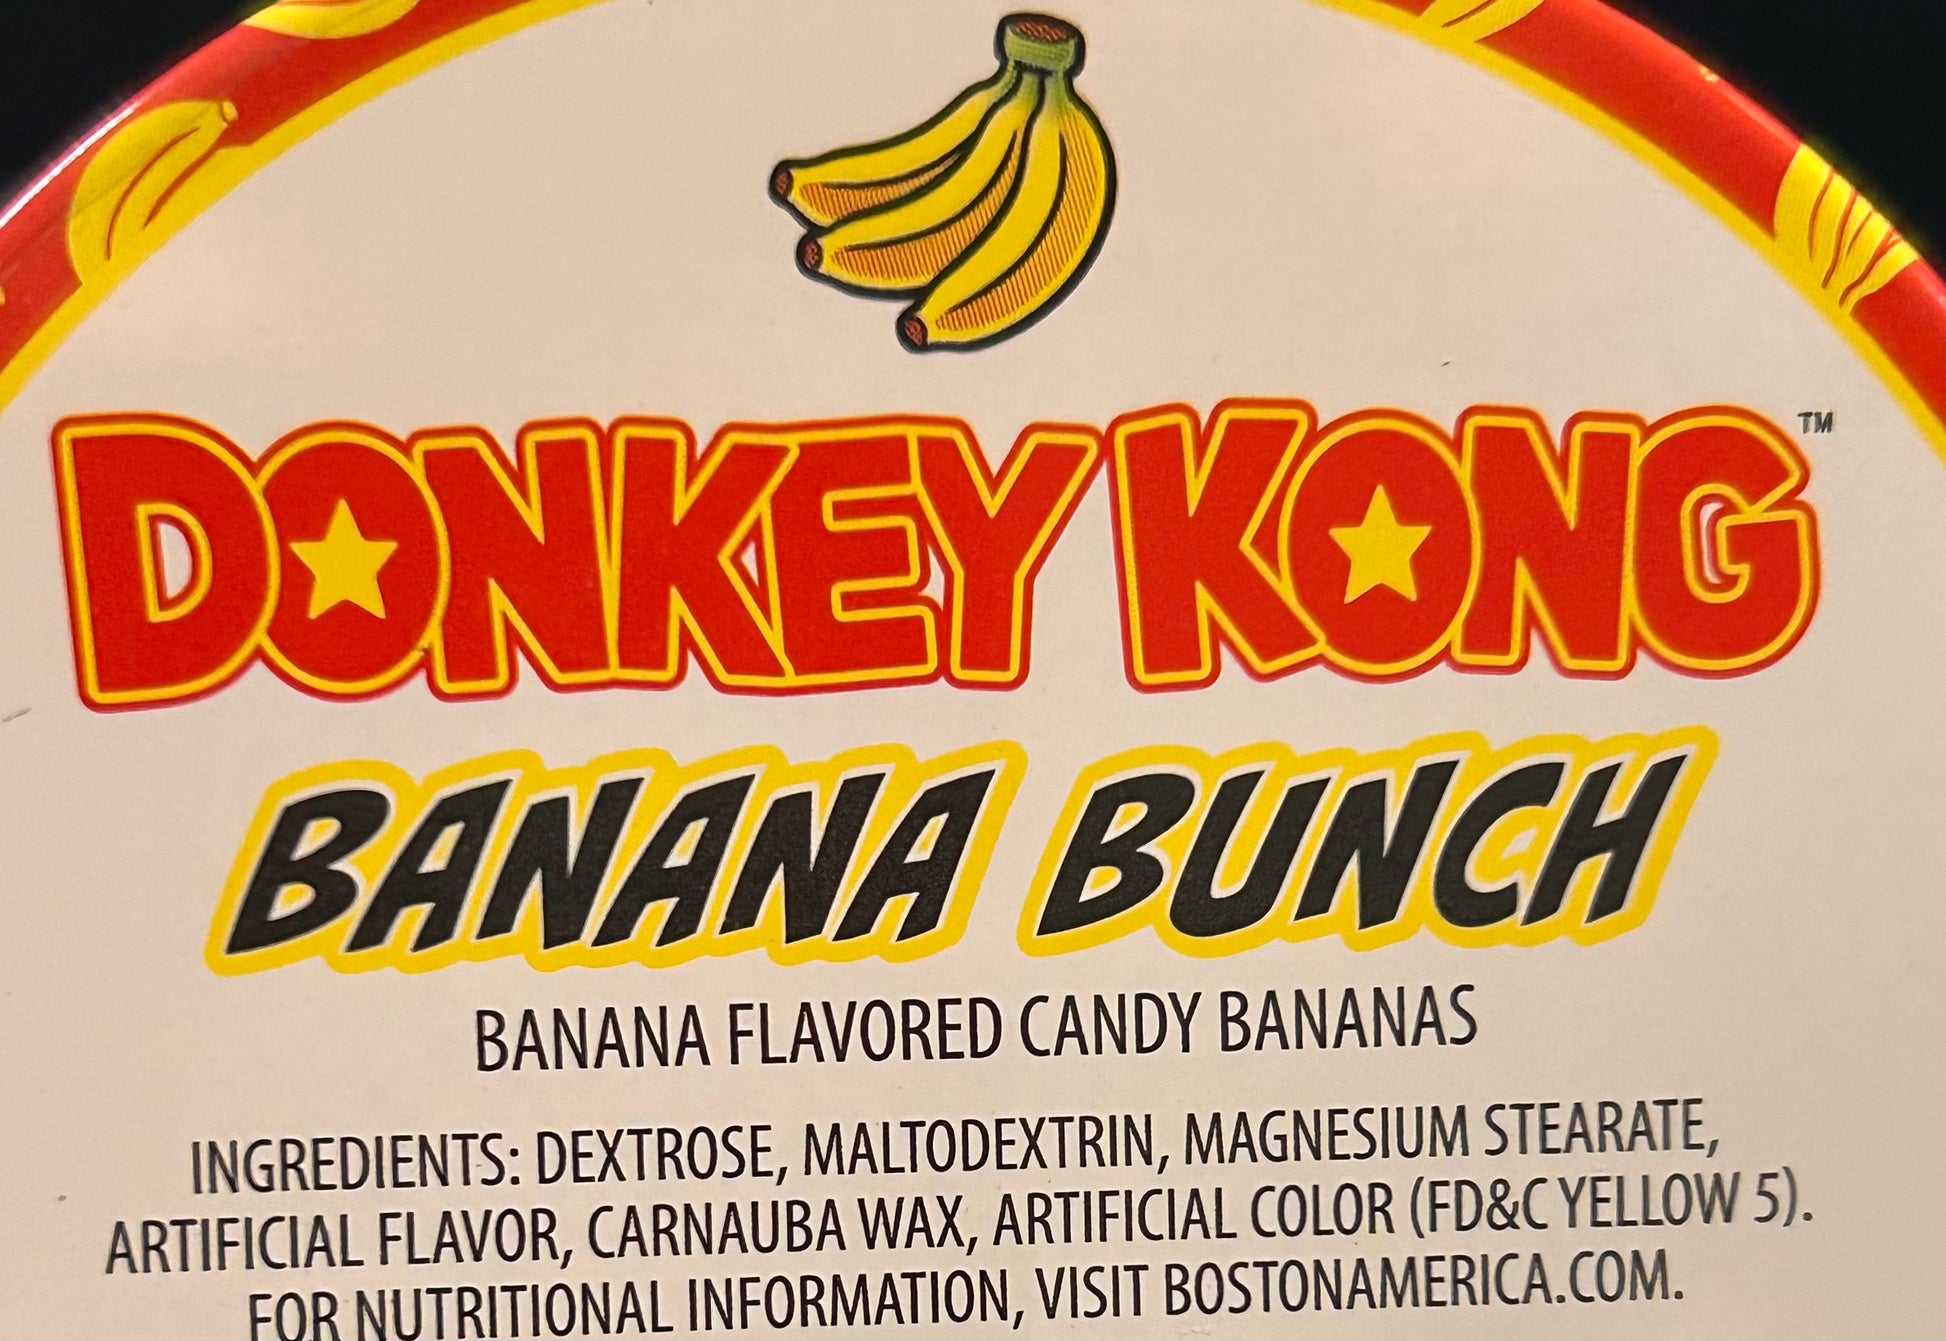 DONKEY KONG™
BANANA BUNCH
BANANA FLAVORED CANDY BANANAS
INGREDIENTS: DEXTROSE, MALTODEXTRIN, MAGNESIUM STEARATE,
ARTIFICIAL FLAVOR, CARNAUBA WAX, ARTIFICIAL COLOR (FD&C YELLOW 5).
FOR NUTRITIONAL INFORMATION, VISIT BOSTONAMERICA.COM.